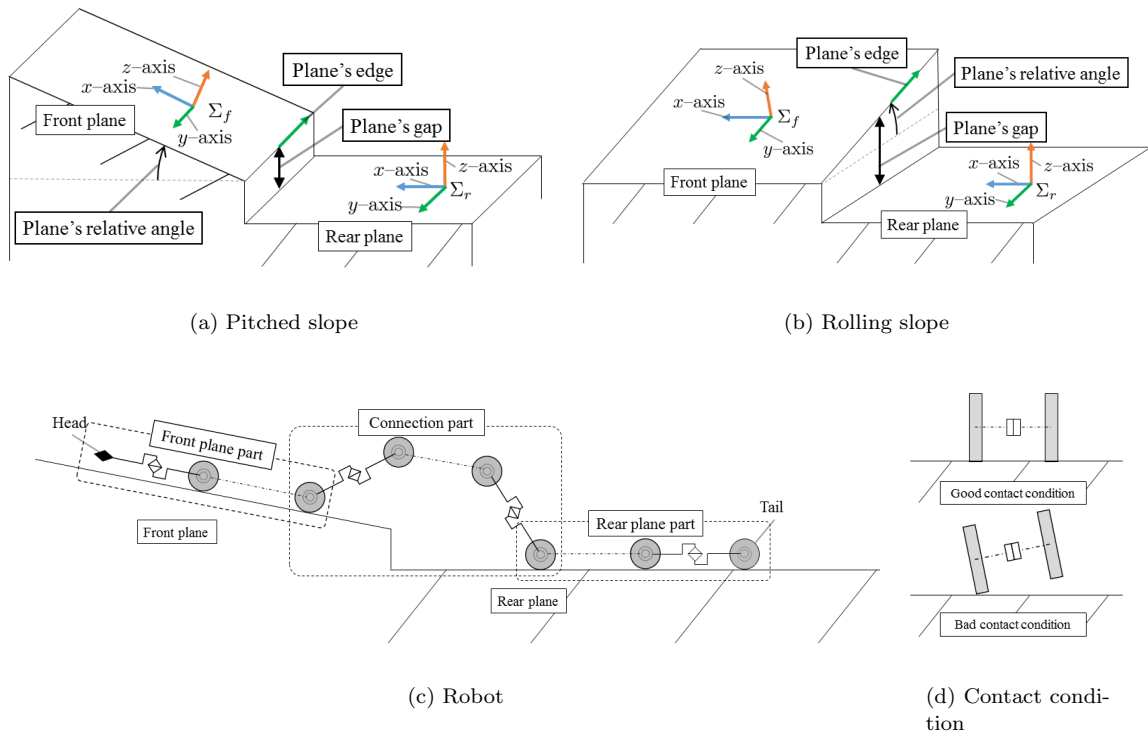 Plane's edge
z–axis
x–axis
Σf
Front plane
y–axis
Plane's gap
z–axis
x–axis
Σr
y–axis
Plane's relative angle
Rear plane
(a) Pitched slope
Plane's edge
Plane's relative angle
z–axis
x–axis
Σf
y–axis
Plane's gap
z–axis
x–axis
Σr
Front plane
y–axis
Rear plane
(b) Rolling slope
Head
Front plane part
Connection part
Rear plane part
Tail
Front plane
Rear plane
(c) Robot
Good contact condition
Bad contact condition
(d) Contact condi-
tion